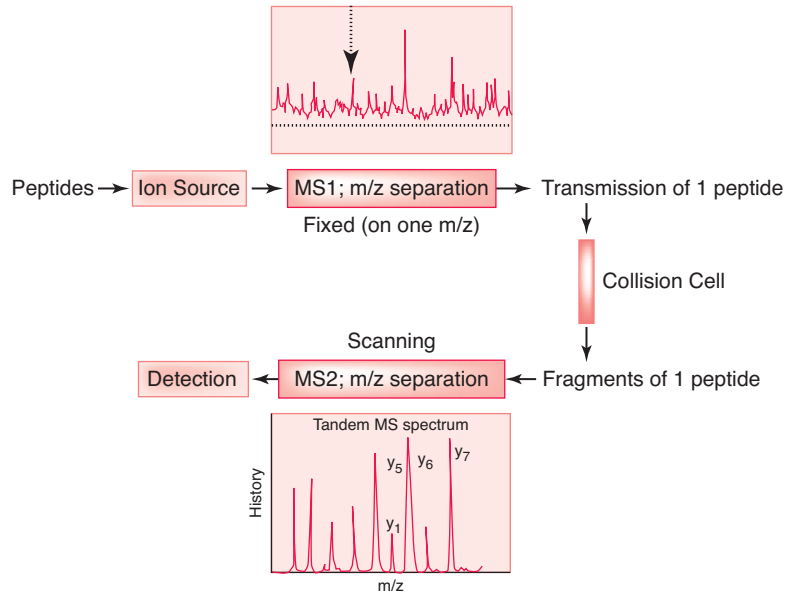 Peptides
Ion Source
MS1; m/z separation
Transmission of 1 peptide
Fixed (on one m/z)
Collision Cell
Scanning
Detection
MS2; m/z separation
Fragments of 1 peptide
Tandem MS spectrum
y5
y6
y7
y1
History
m/z